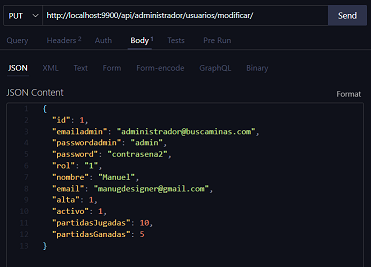 PUT http://localhost:9900/api/administrador/usuarios/modificar/ Send
Query Headers 2 Auth Body 1 Tests Pre Run
JSON XML Text Form Form-encode GraphQL Binary
JSON Content Format
1 {
2 "id": 1,
3 "emailadmin": "administrador@buscaminas.com",
4 "passwordadmin": "admin",
5 "password": "contrasena2",
6 "rol": "1",
7 "nombre": "Manuel",
8 "email": "manugdesigner@gmail.com",
9 "alta": 1,
10 "activo": 1,
11 "partidasJugadas": 10,
12 "partidasGanadas": 5
13 }